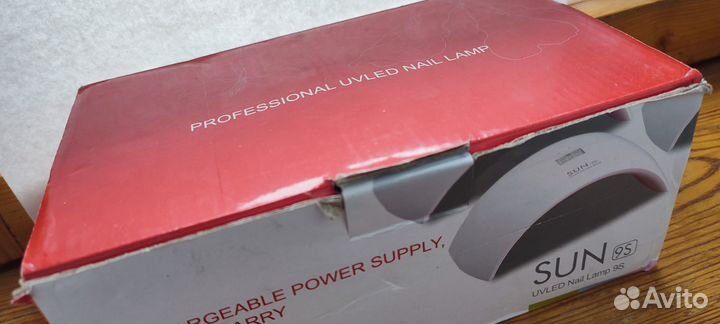 PROFESSIONAL UVLED NAIL LAMP
SUN
RGEABLE POWER SUPPLY,
ARRY
SUN 9S
UVLED Nail Lamp 9S
Avito